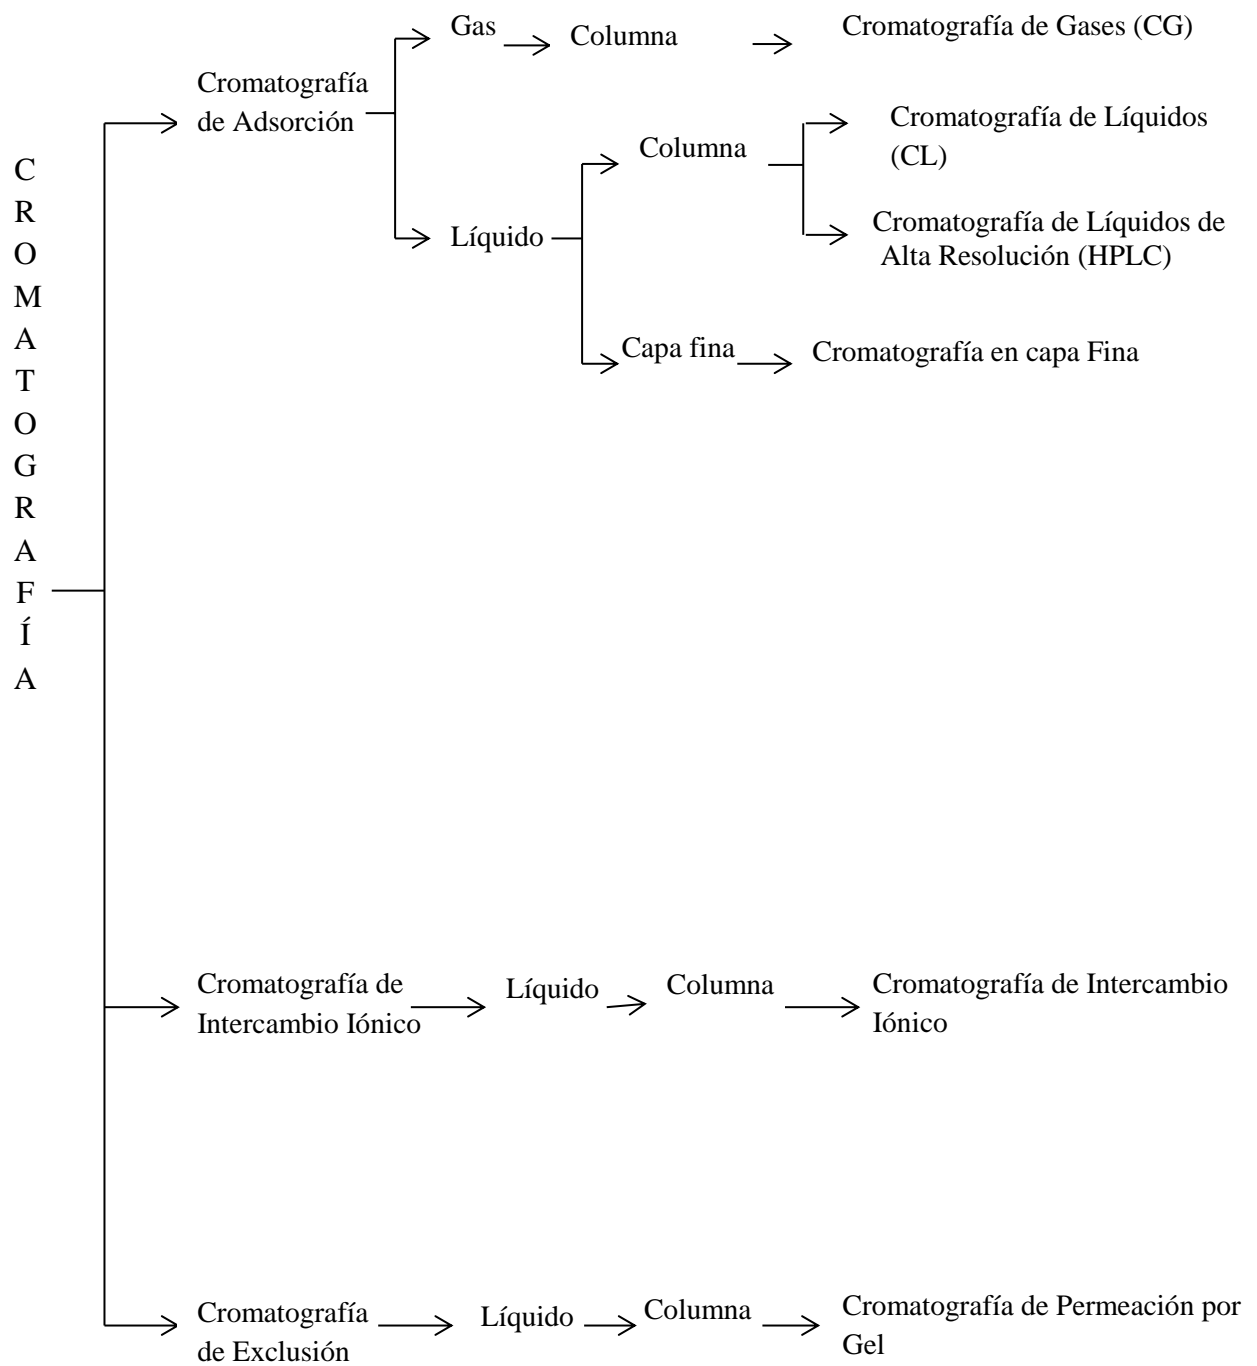 CROMATOGRAFÍA
Cromatografía
de Adsorción
Gas
Columna
Cromatografía de Gases (CG)
Líquido
Columna
Cromatografía de Líquidos
(CL)
Cromatografía de Líquidos de
Alta Resolución (HPLC)
Capa fina
Cromatografía en capa Fina
Cromatografía de
Intercambio Iónico
Líquido
Columna
Cromatografía de Intercambio
Iónico
Cromatografía
de Exclusión
Líquido
Columna
Cromatografía de Permeación por
Gel